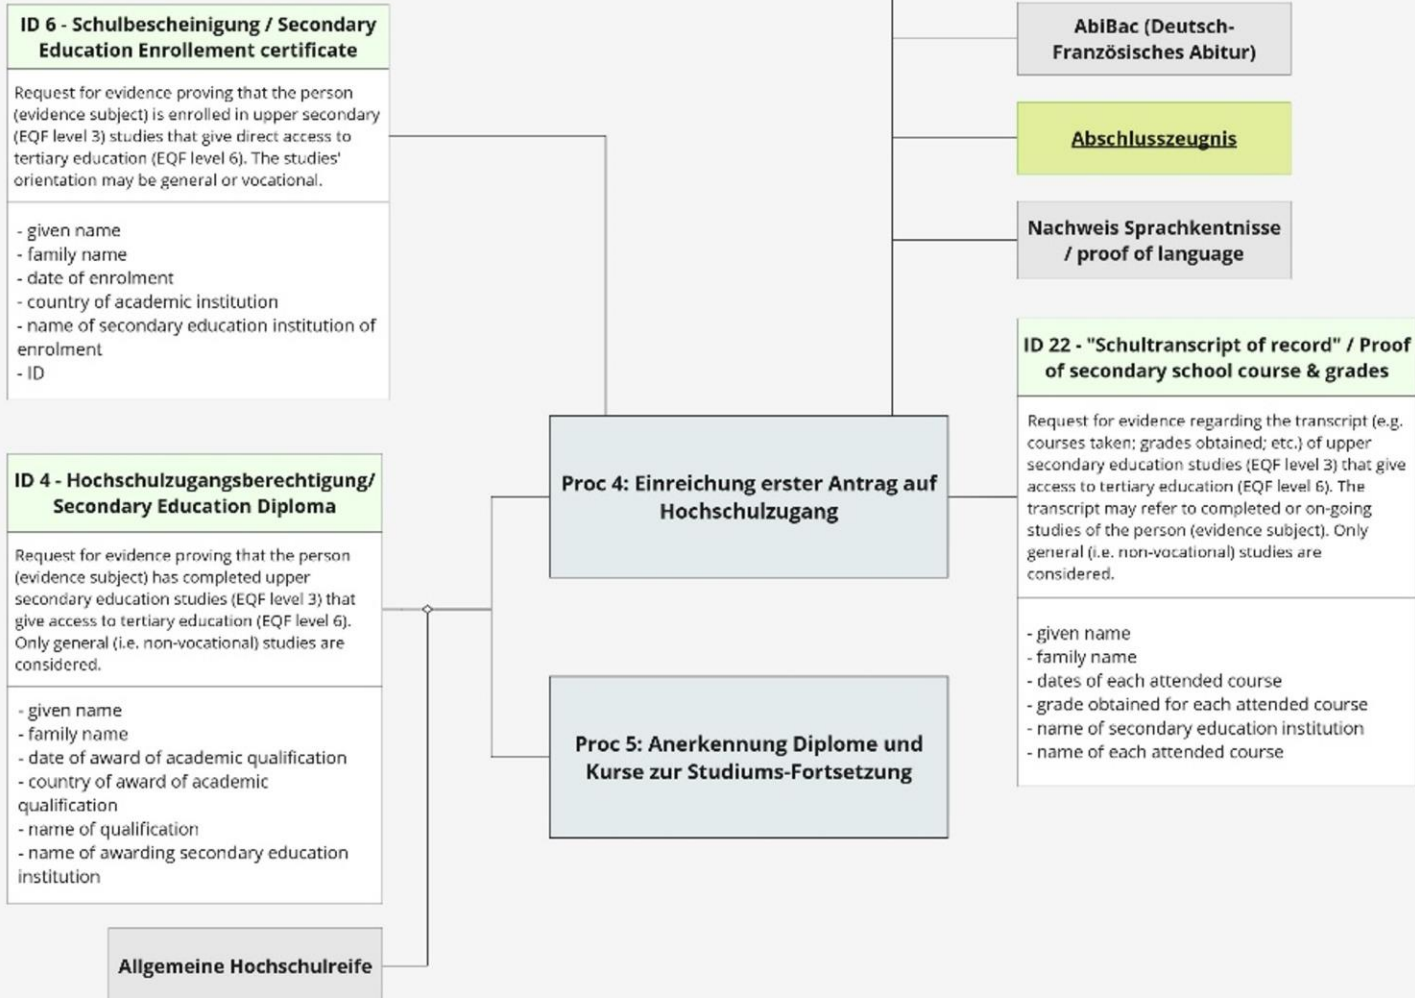 ID 6 - Schulbescheinigung / Secondary
Education Enrollement certificate
Request for evidence proving that the person
(evidence subject) is enrolled in upper secondary
(EQF level 3) studies that give direct access to
tertiary education (EQF level 6). The studies'
orientation may be general or vocational.
- given name
- family name
- date of enrolment
- country of academic institution
- name of secondary education institution of
enrolment
- ID
ID 4 - Hochschulzugangsberechtigung/
Secondary Education Diploma
Request for evidence proving that the person
(evidence subject) has completed upper
secondary education studies (EQF level 3) that
give access to tertiary education (EQF level 6).
Only general (i.e. non-vocational) studies are
considered.
- given name
- family name
- date of award of academic qualification
- country of award of academic
qualification
- name of qualification
- name of awarding secondary education
institution
Allgemeine Hochschulreife
Proc 4: Einreichung erster Antrag auf
Hochschulzugang
Proc 5: Anerkennung Diplome und
Kurse zur Studiums-Fortsetzung
AbiBac (Deutsch-
Französisches Abitur)
Abschlusszeugnis
Nachweis Sprachkentnisse
/ proof of language
ID 22 - "Schultranscript of record" / Proof
of secondary school course & grades
Request for evidence regarding the transcript (e.g.
courses taken; grades obtained; etc.) of upper
secondary education studies (EQF level 3) that give
access to tertiary education (EQF level 6). The
transcript may refer to completed or on-going
studies of the person (evidence subject). Only
general (i.e. non-vocational) studies are
considered.
- given name
- family name
- dates of each attended course
- grade obtained for each attended course
- name of secondary education institution
- name of each attended course